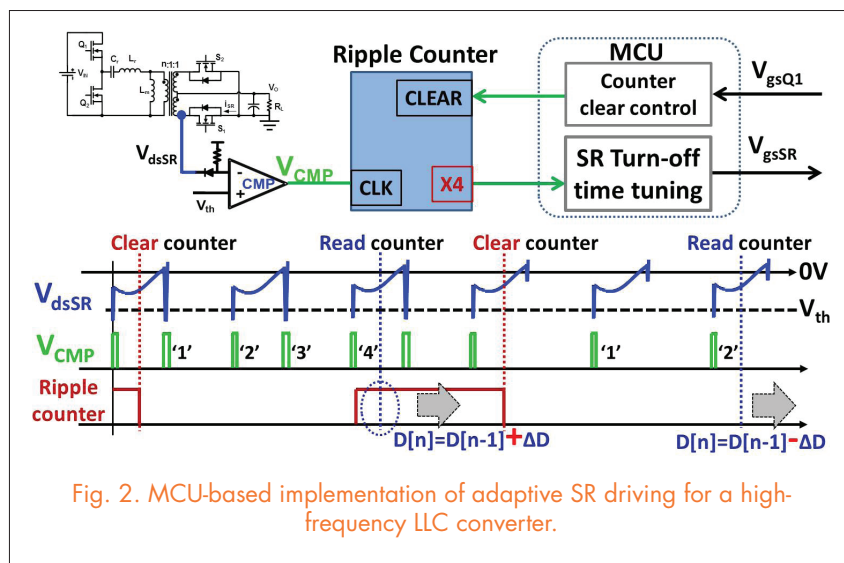 Ripple Counter
MCU
Q1
Q2
VIN
Cr
Lr
Lm
n:1:1
S2
VO
RL
iSR
S1
CLEAR
Counter
clear control
VgsQ1
VdsSR
-
CMP
+
Vth
VCMP
CLK
X4
SR Turn-off
time tuning
VgsSR
Clear counter
Read counter
Clear counter
Read counter
VdsSR
0V
Vth
VCMP
‘1’ ‘2’ ‘3’ ‘4’ ‘1’ ‘2’
Ripple
counter
D[n]=D[n-1]+ΔD
D[n]=D[n-1]-ΔD
Fig. 2. MCU-based implementation of adaptive SR driving for a high-
frequency LLC converter.